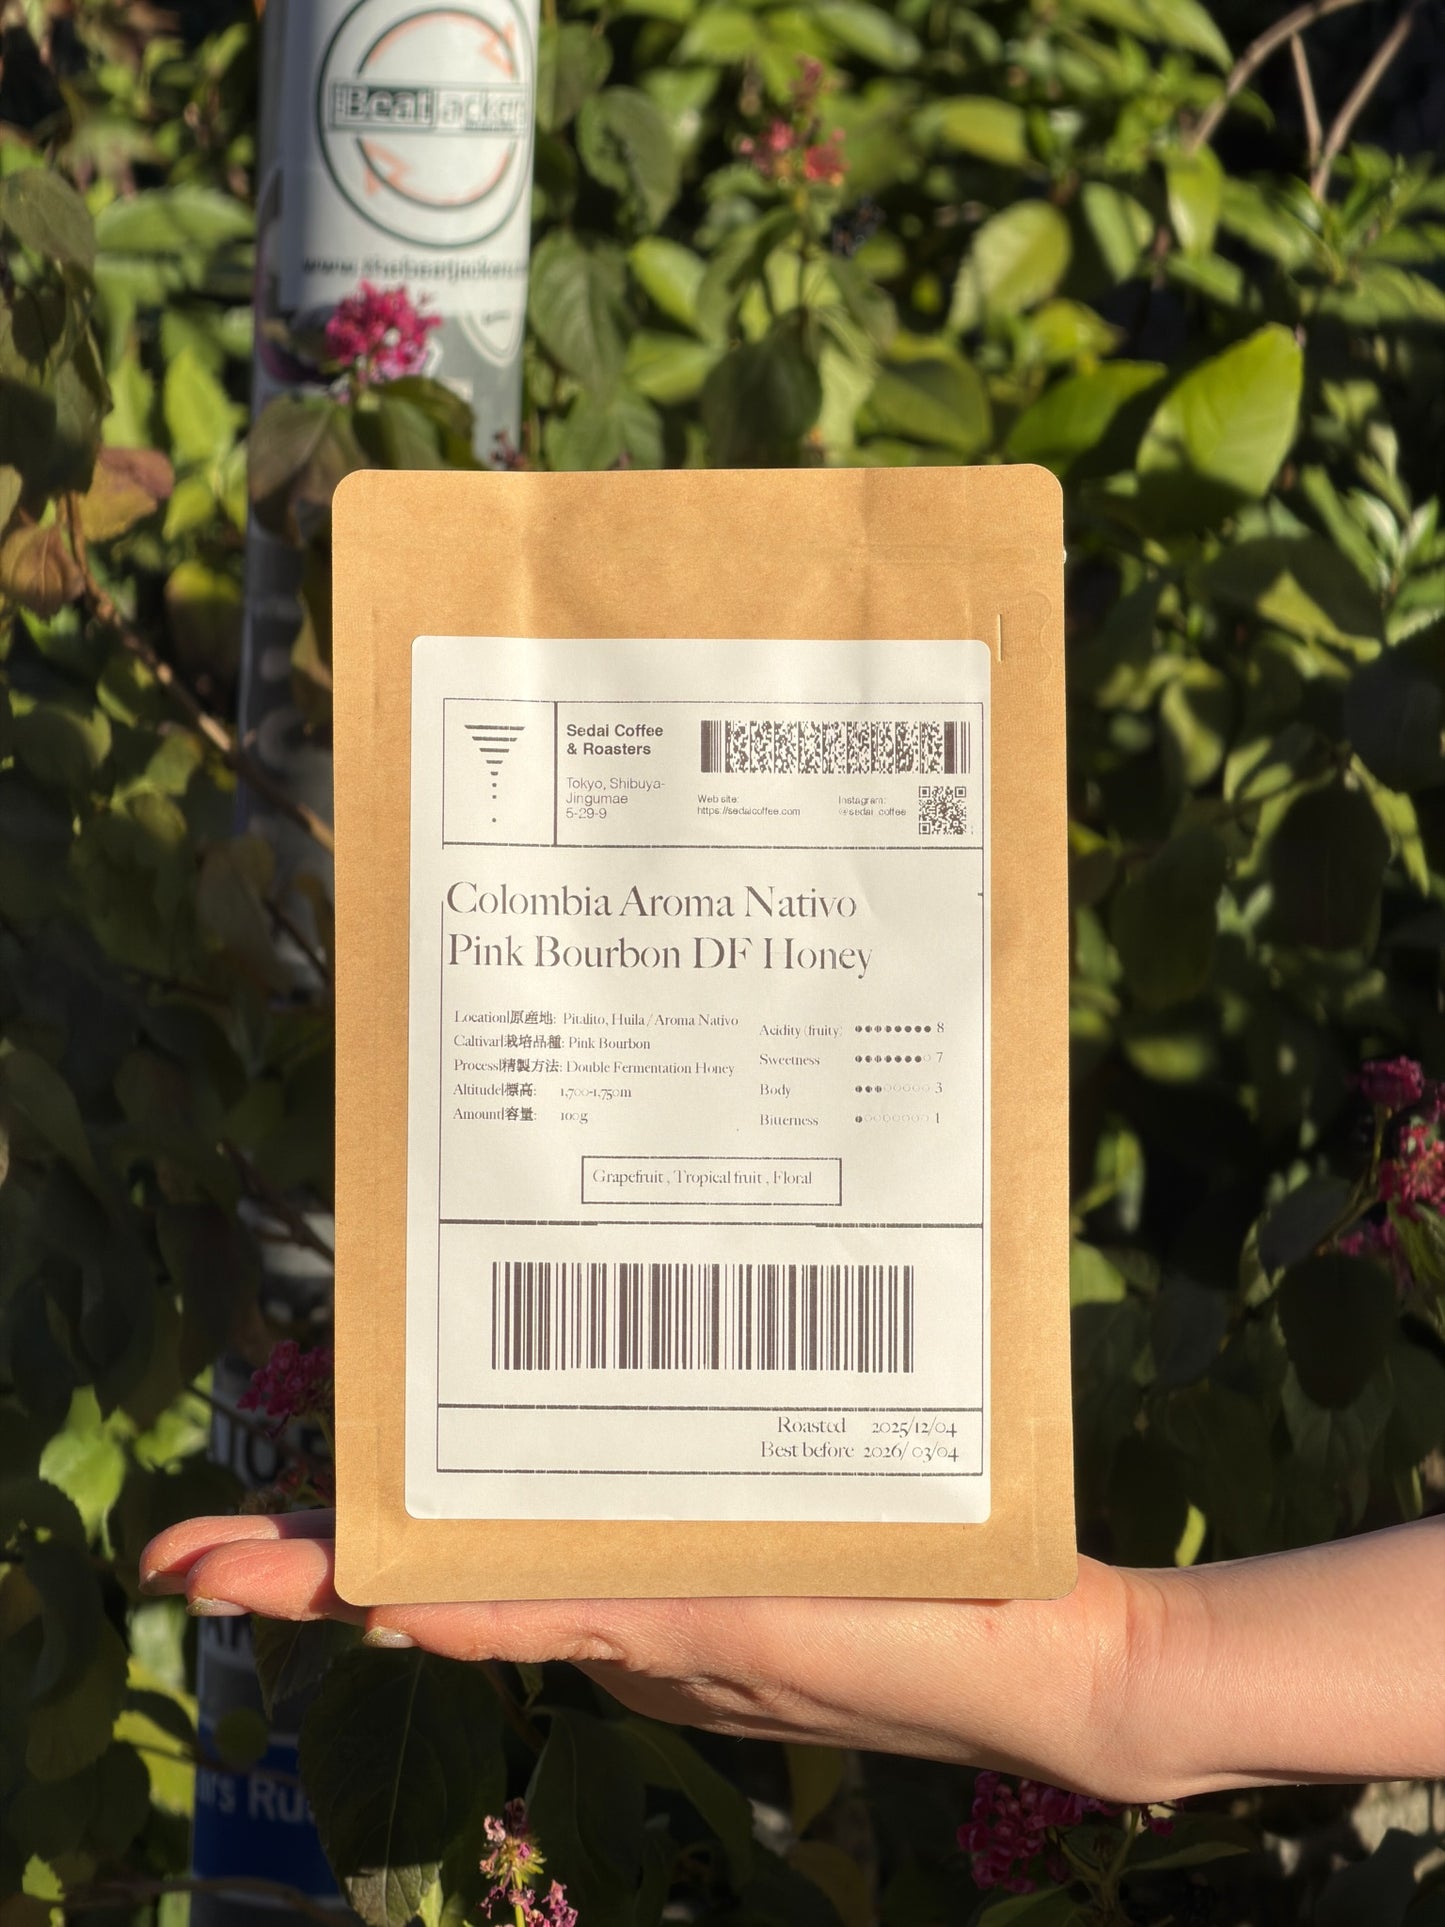 BeatJacken
Sedai Coffee
& Roasters
Tokyo, Shibuya-
Jingumae
5-29-9
Web site:
https://sedaicoffee.com
Instagram:
@sedai_coffee
Colombia Aroma Nativo
Pink Bourbon DF Honey
Location|原産地: Pitalito, Huila / Aroma Nativo
Caltivar|栽培品種: Pink Bourbon
Process|精製方法: Double Fermentation Honey
Altitude|標高: 1,700-1,750m
Amount|容量: 100g
Acidity (fruity) 8
Sweetness 7
Body 3
Bitterness 1
Grapefruit , Tropical fruit , Floral
Roasted 2025/12/04
Best before 2026/03/04